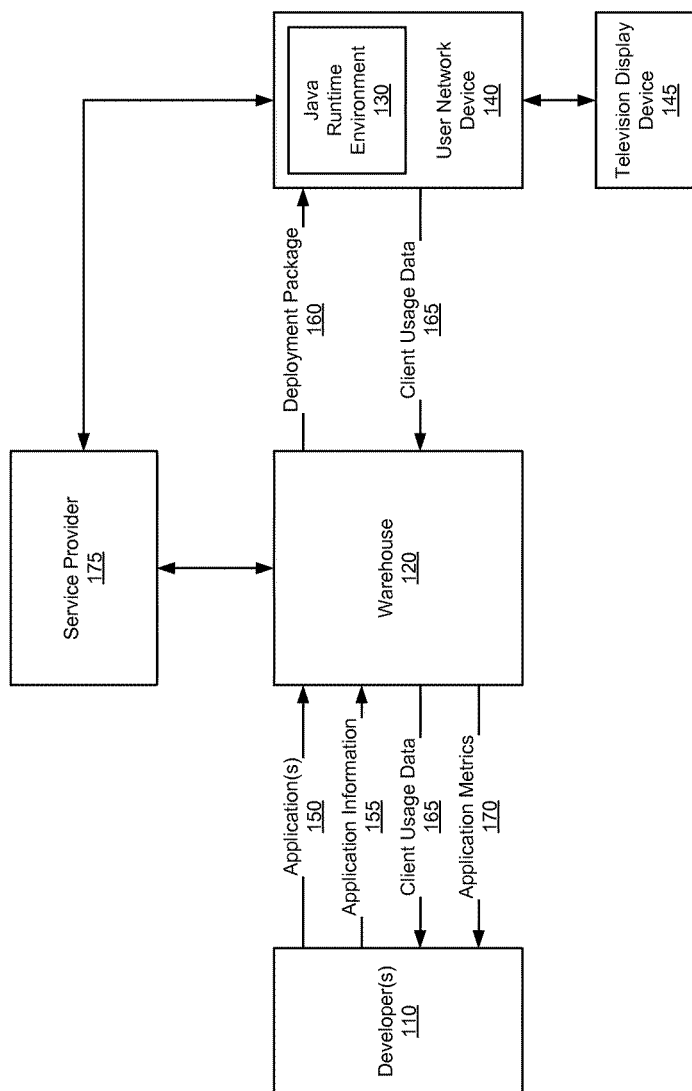 Service Provider
175
Developer(s)
110
Application(s)
150
Application Information
155
Client Usage Data
165
Application Metrics
170
Warehouse
120
Deployment Package
160
Client Usage Data
165
Java
Runtime
Environment
130
User Network
Device
140
Television Display
Device
145